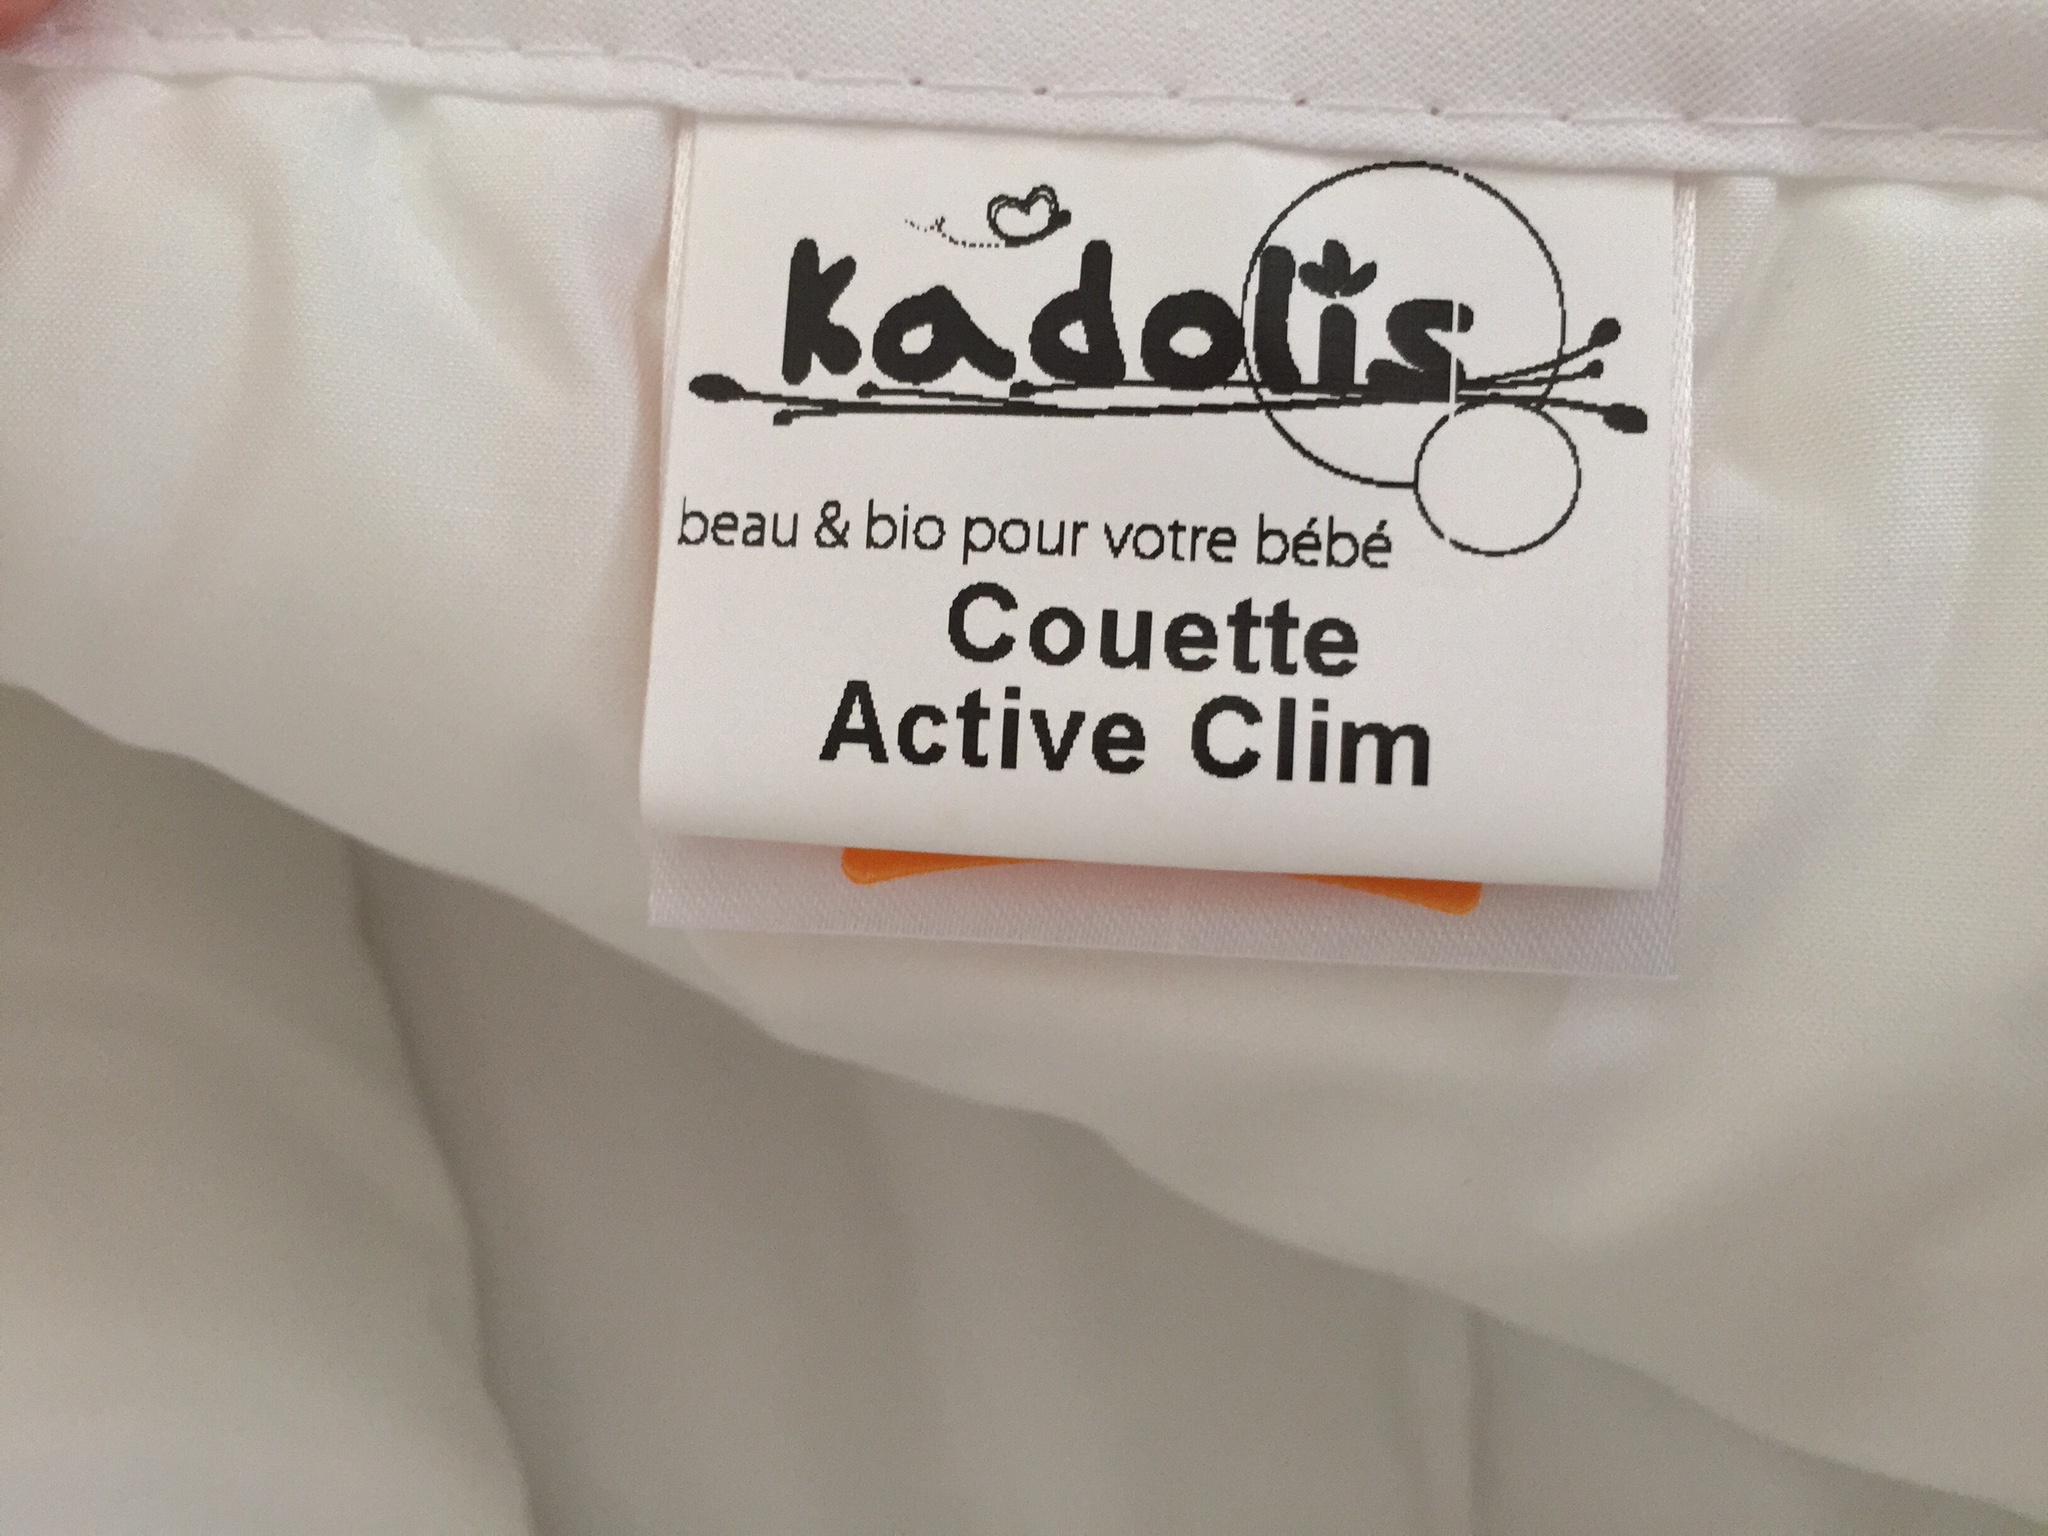 kadolis
beau & bio pour votre bébé
Couette
Active Clim